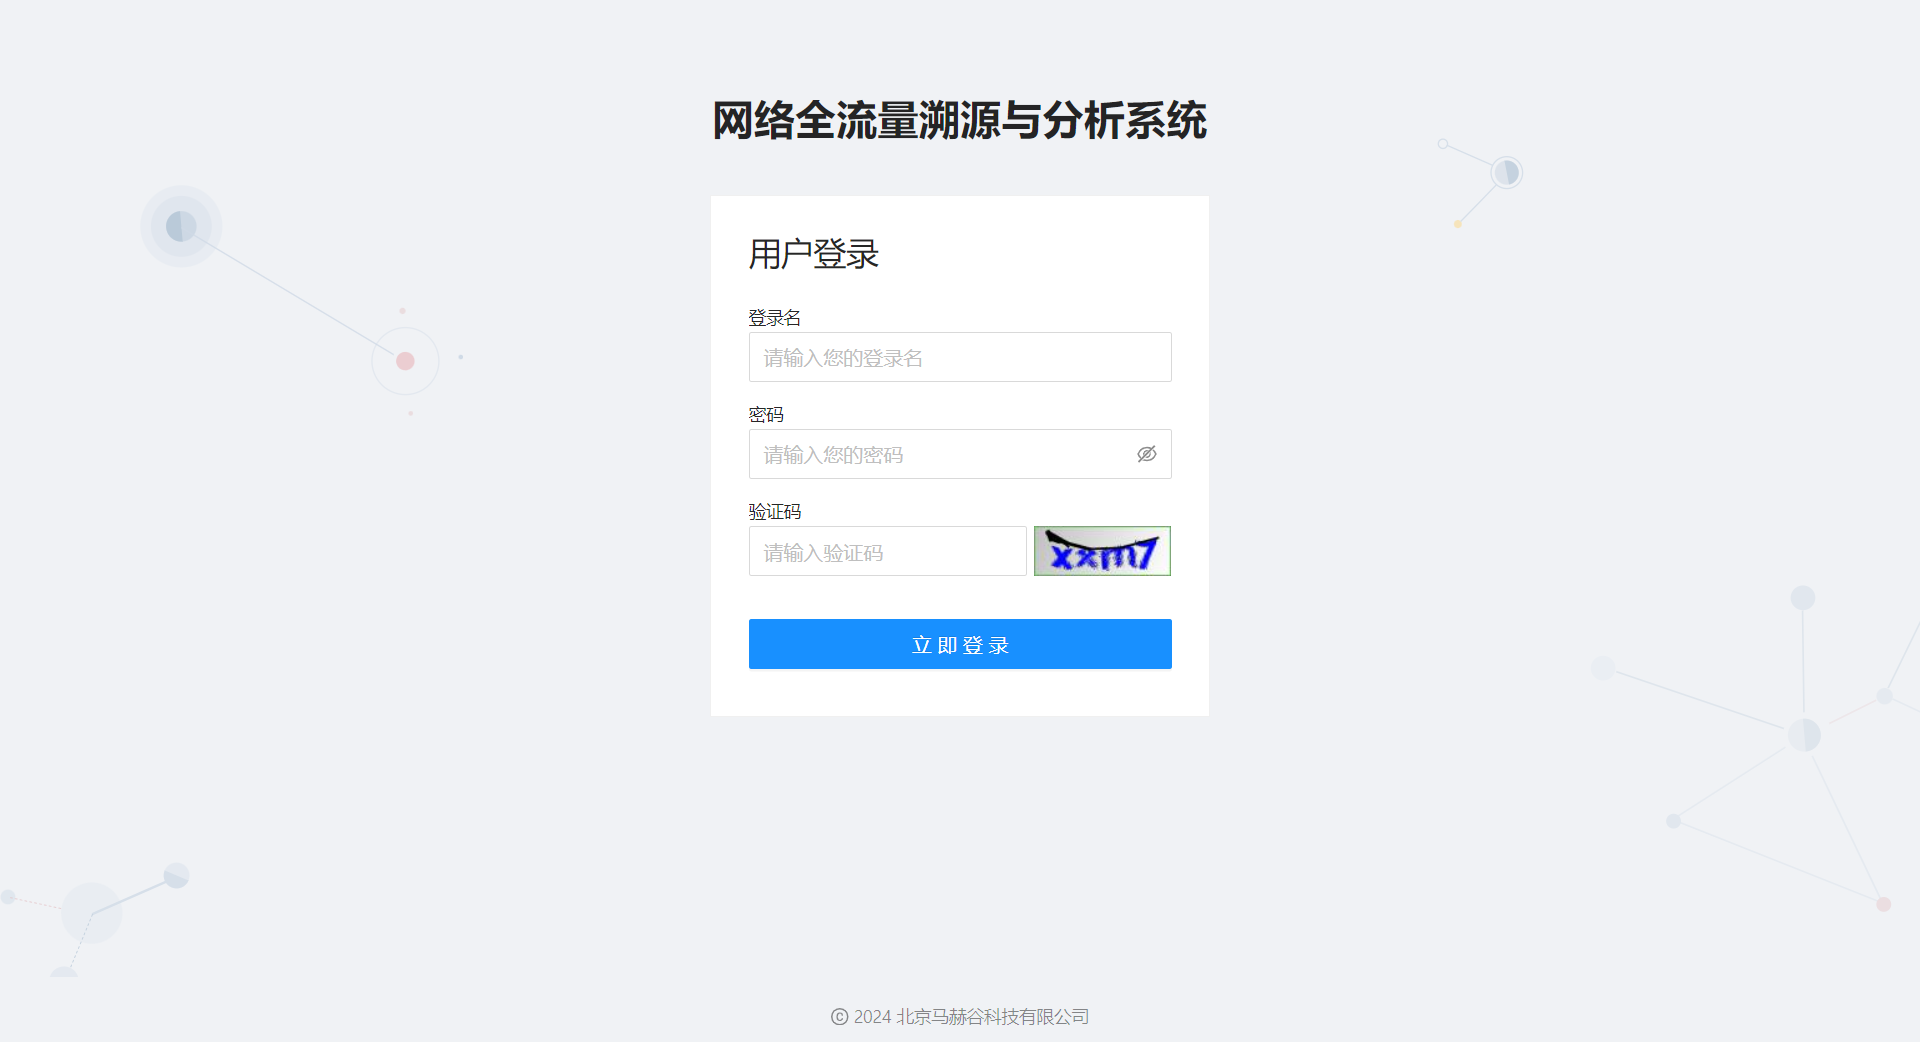 网络全流量溯源与分析系统
用户登录
登录名
请输入您的登录名
密码
请输入您的密码
验证码
请输入验证码
xxm7
立即登录
© 2024 北京马赫谷科技有限公司